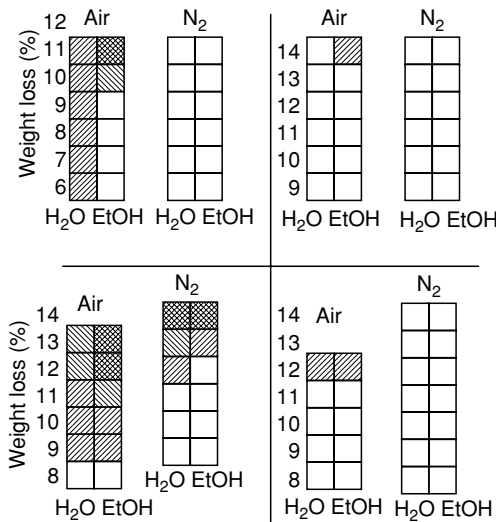 Air N₂
Weight loss (%)
12
11
10
9
8
7
6
H₂O EtOH H₂O EtOH
Air N₂
14
13
12
11
10
9
H₂O EtOH H₂O EtOH
Air N₂
Weight loss (%)
14
13
12
11
10
9
8
H₂O EtOH
H₂O EtOH
Air N₂
14
13
12
11
10
9
8
H₂O EtOH H₂O EtOH